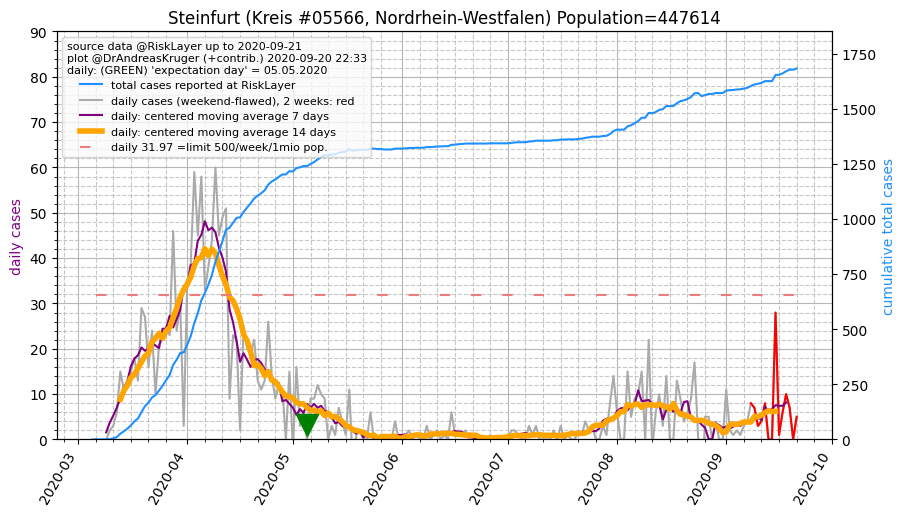 Steinfurt (Kreis #05566, Nordrhein-Westfalen) Population=447614
source data @RiskLayer up to 2020-09-21
plot @DrAndreasKruger (+contrib.) 2020-09-20 22:33
daily: (GREEN) 'expectation day' = 05.05.2020
total cases reported at RiskLayer
daily cases (weekend-flawed), 2 weeks: red
daily: centered moving average 7 days
daily: centered moving average 14 days
daily 31.97 =limit 500/week/1mio pop.
daily cases
90
80
70
60
50
40
30
20
10
0
1750
1500
1250
1000
750
500
250
0
cumulative total cases
2020-03
2020-04
2020-05
2020-06
2020-07
2020-08
2020-09
2020-10